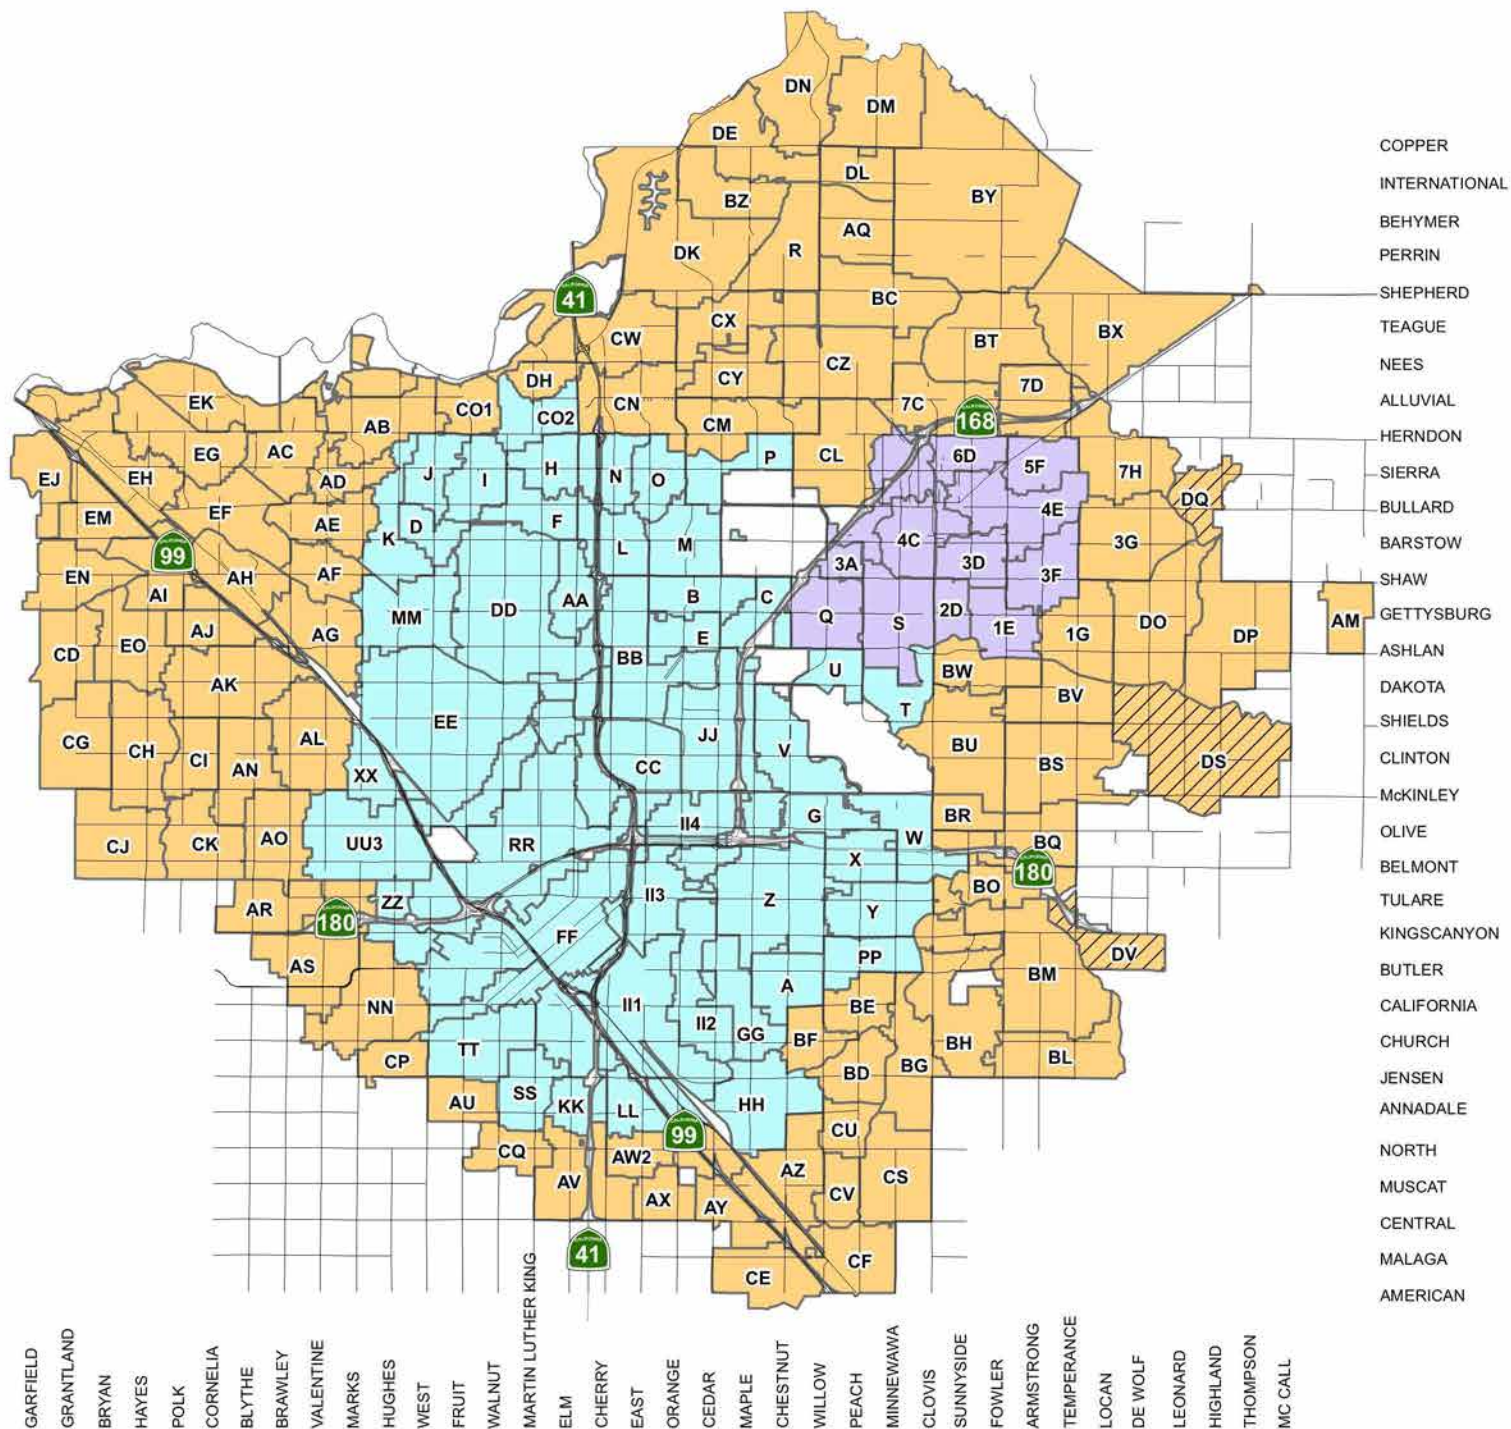 DN
DM
DE
COPPER
DL
INTERNATIONAL
BZ
BY
BEHYMER
AQ
DK
R
PERRIN
41
BC
SHEPHERD
CX
TEAGUE
CW
BT
BX
NEES
CZ
DH
CY
7D
ALLUVIAL
EK
CO1
CN
7C
168
CO2
AB
CM
HERNDON
EG
AC
P
CL
6D
EJ
EH
AD
J
I
H
N
O
5F
7H
SIERRA
DQ
BULLARD
EM
EF
AE
D
F
4E
K
L
M
4C
3G
BARSTOW
99
3A
3D
EN
AH
AF
3F
SHAW
AI
MM
DD
AA
B
C
2D
GETTYSBURG
Q
S
1E
AM
AJ
AG
E
1G
DO
DP
EO
CD
BB
ASHLAN
U
BW
AK
DAKOTA
BV
T
EE
SHIELDS
CG
CH
CI
AL
JJ
V
BU
CLINTON
AN
XX
CC
BS
DS
McKINLEY
II4
G
BR
CJ
CK
AO
UU3
RR
W
BQ
OLIVE
X
BELMONT
180
BO
ZZ
II3
Z
TULARE
AR
180
Y
FF
KINGSCANYON
AS
PP
DV
BM
BUTLER
A
NN
II1
BE
CALIFORNIA
II2
GG
BF
TT
BH
CHURCH
CP
BG
BL
BD
JENSEN
SS
AU
KK
LL
HH
ANNADALE
99
CU
CQ
AW2
NORTH
AZ
CS
AV
CV
MUSCAT
AX
AY
CENTRAL
41
CF
MALAGA
CE
AMERICAN
GARFIELD
GRANTLAND
BRYAN
HAYES
POLK
CORNELIA
BLYTHE
BRAWLEY
VALENTINE
MARKS
HUGHES
WEST
FRUIT
WALNUT
MARTIN LUTHER KING
ELM
CHERRY
EAST
ORANGE
CEDAR
MAPLE
CHESTNUT
WILLOW
PEACH
MINNEWAWA
CLOVIS
SUNNYSIDE
FOWLER
ARMSTRONG
TEMPERANCE
LOCAN
DE WOLF
LEONARD
HIGHLAND
THOMPSON
MC CALL